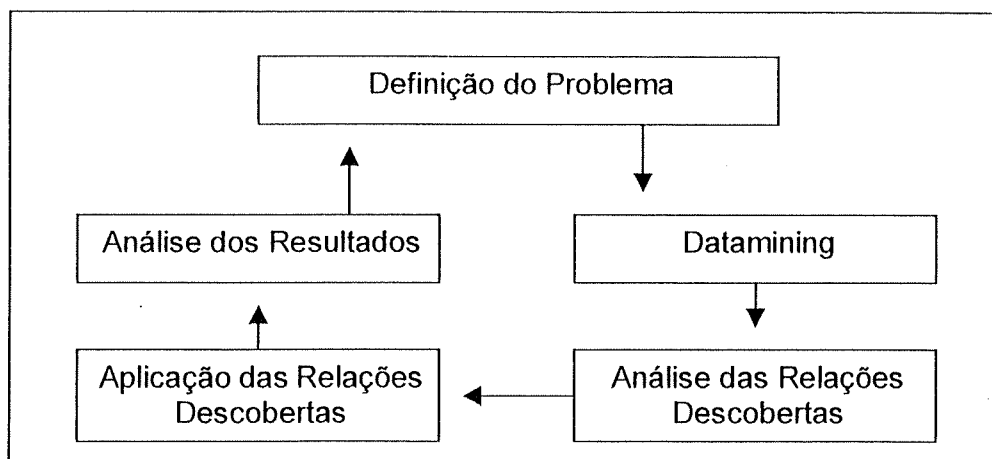 Definição do Problema
Análise dos Resultados
Datamining
Aplicação das Relações
Descobertas
Análise das Relações
Descobertas